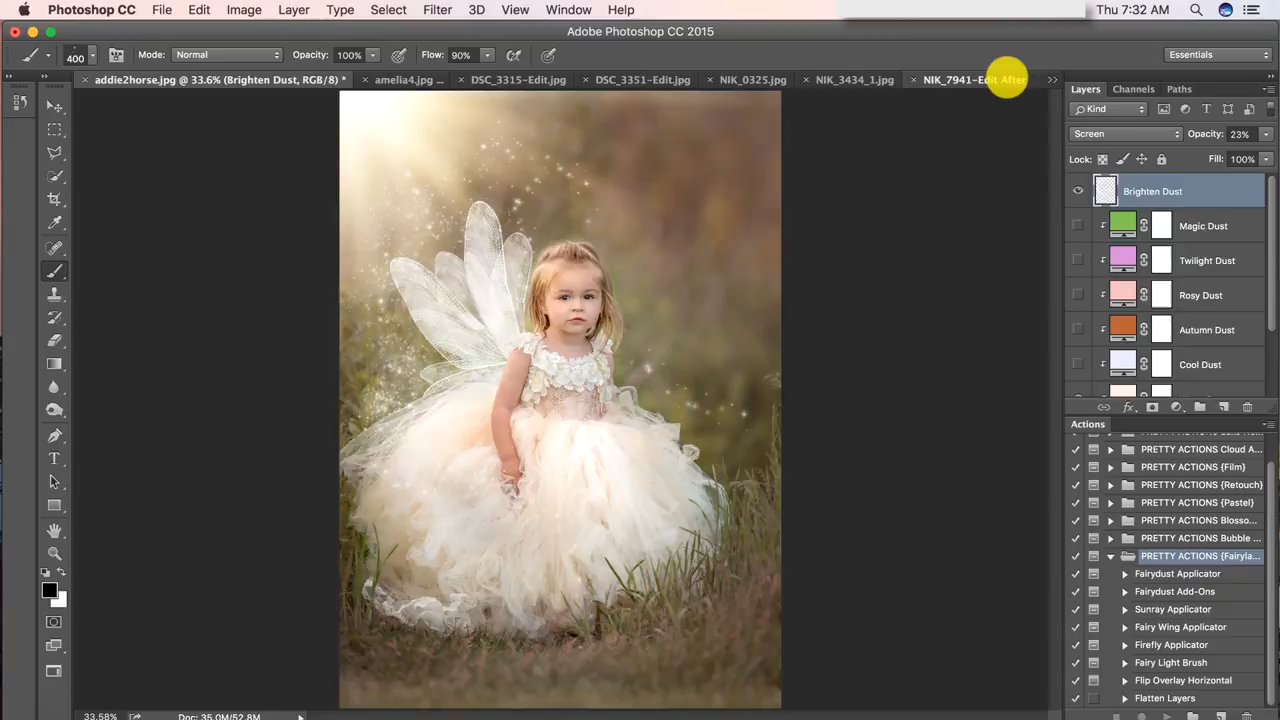 Photoshop CC File Edit Image Layer Type Select Filter 3D View Window Help Thu 7:32 AM
Adobe Photoshop CC 2015
400 Mode: Normal Opacity: 100% Flow: 90% Essentials
addie2horse.jpg @ 33.6% (Brighten Dust, RGB/8) * amelia4.jpg ... DSC_3315-Edit.jpg DSC_3351-Edit.jpg NIK_0325.jpg NIK_3434_1.jpg NIK_7941-Edit After
Layers Channels Paths
Kind
Screen Opacity: 23%
Lock: Fill: 100%
Brighten Dust
Magic Dust
Twilight Dust
Rosy Dust
Autumn Dust
Cool Dust
fx
Actions
PRETTY ACTIONS Cloud A...
PRETTY ACTIONS {Film}
PRETTY ACTIONS {Retouch}
PRETTY ACTIONS {Pastel}
PRETTY ACTIONS Blosso...
PRETTY ACTIONS Bubble ...
PRETTY ACTIONS {Fairyla...
Fairydust Applicator
Fairydust Add-Ons
Sunray Applicator
Fairy Wing Applicator
Firefly Applicator
Fairy Light Brush
Flip Overlay Horizontal
Flatten Layers
33.58% Doc: 35.0M/52.8M